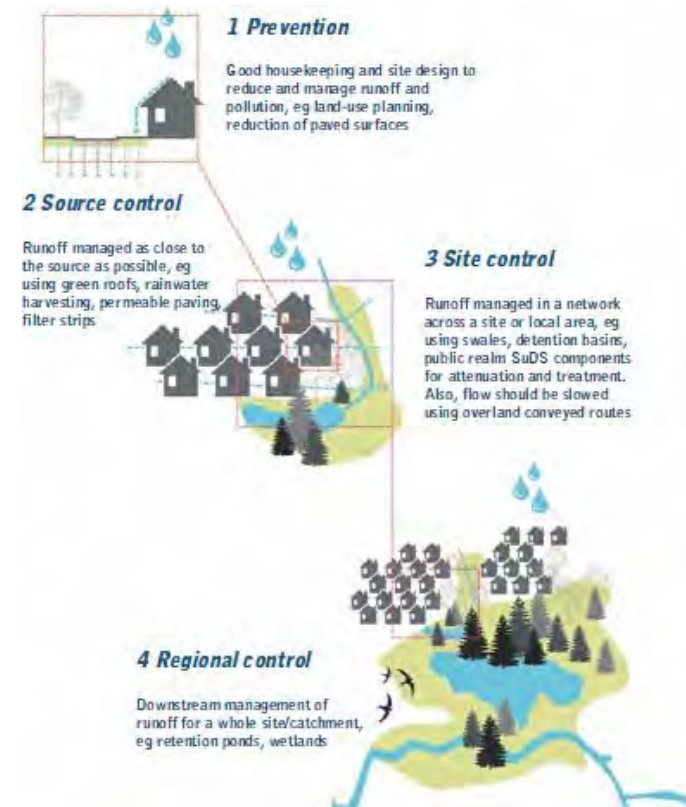 1 Prevention
Good housekeeping and site design to
reduce and manage runoff and
pollution, eg land-use planning,
reduction of paved surfaces
2 Source control
Runoff managed as close to
the source as possible, eg
using green roofs, rainwater
harvesting, permeable paving,
filter strips
3 Site control
Runoff managed in a network
across a site or local area, eg
using swales, detention basins,
public realm SuDS components
for attenuation and treatment.
Also, flow should be slowed
using overland conveyed routes
4 Regional control
Downstream management of
runoff for a whole site/catchment,
eg retention ponds, wetlands